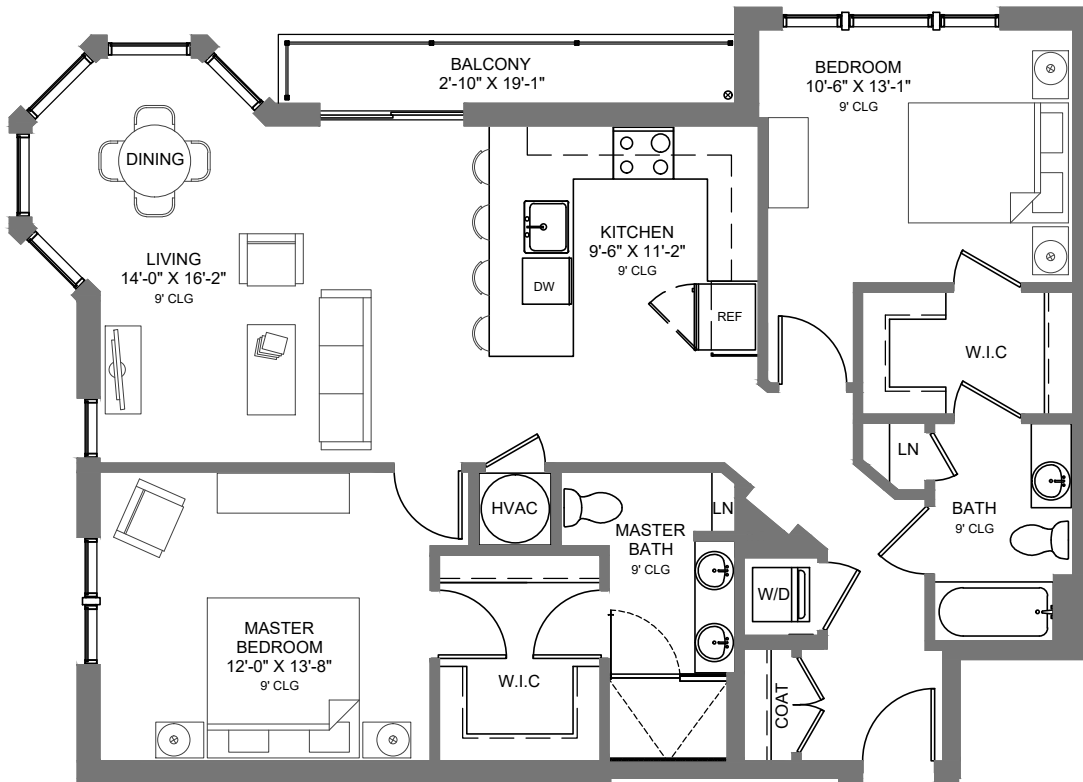 BALCONY
2'-10" X 19'-1"
BEDROOM
10'-6" X 13'-1"
9' CLG
DINING
LIVING
14'-0" X 16'-2"
9' CLG
KITCHEN
9'-6" X 11'-2"
9' CLG
DW
REF
W.I.C
LN
BATH
9' CLG
HVAC
MASTER
BATH
9' CLG
LN
W/D
MASTER
BEDROOM
12'-0" X 13'-8"
9' CLG
W.I.C
COAT